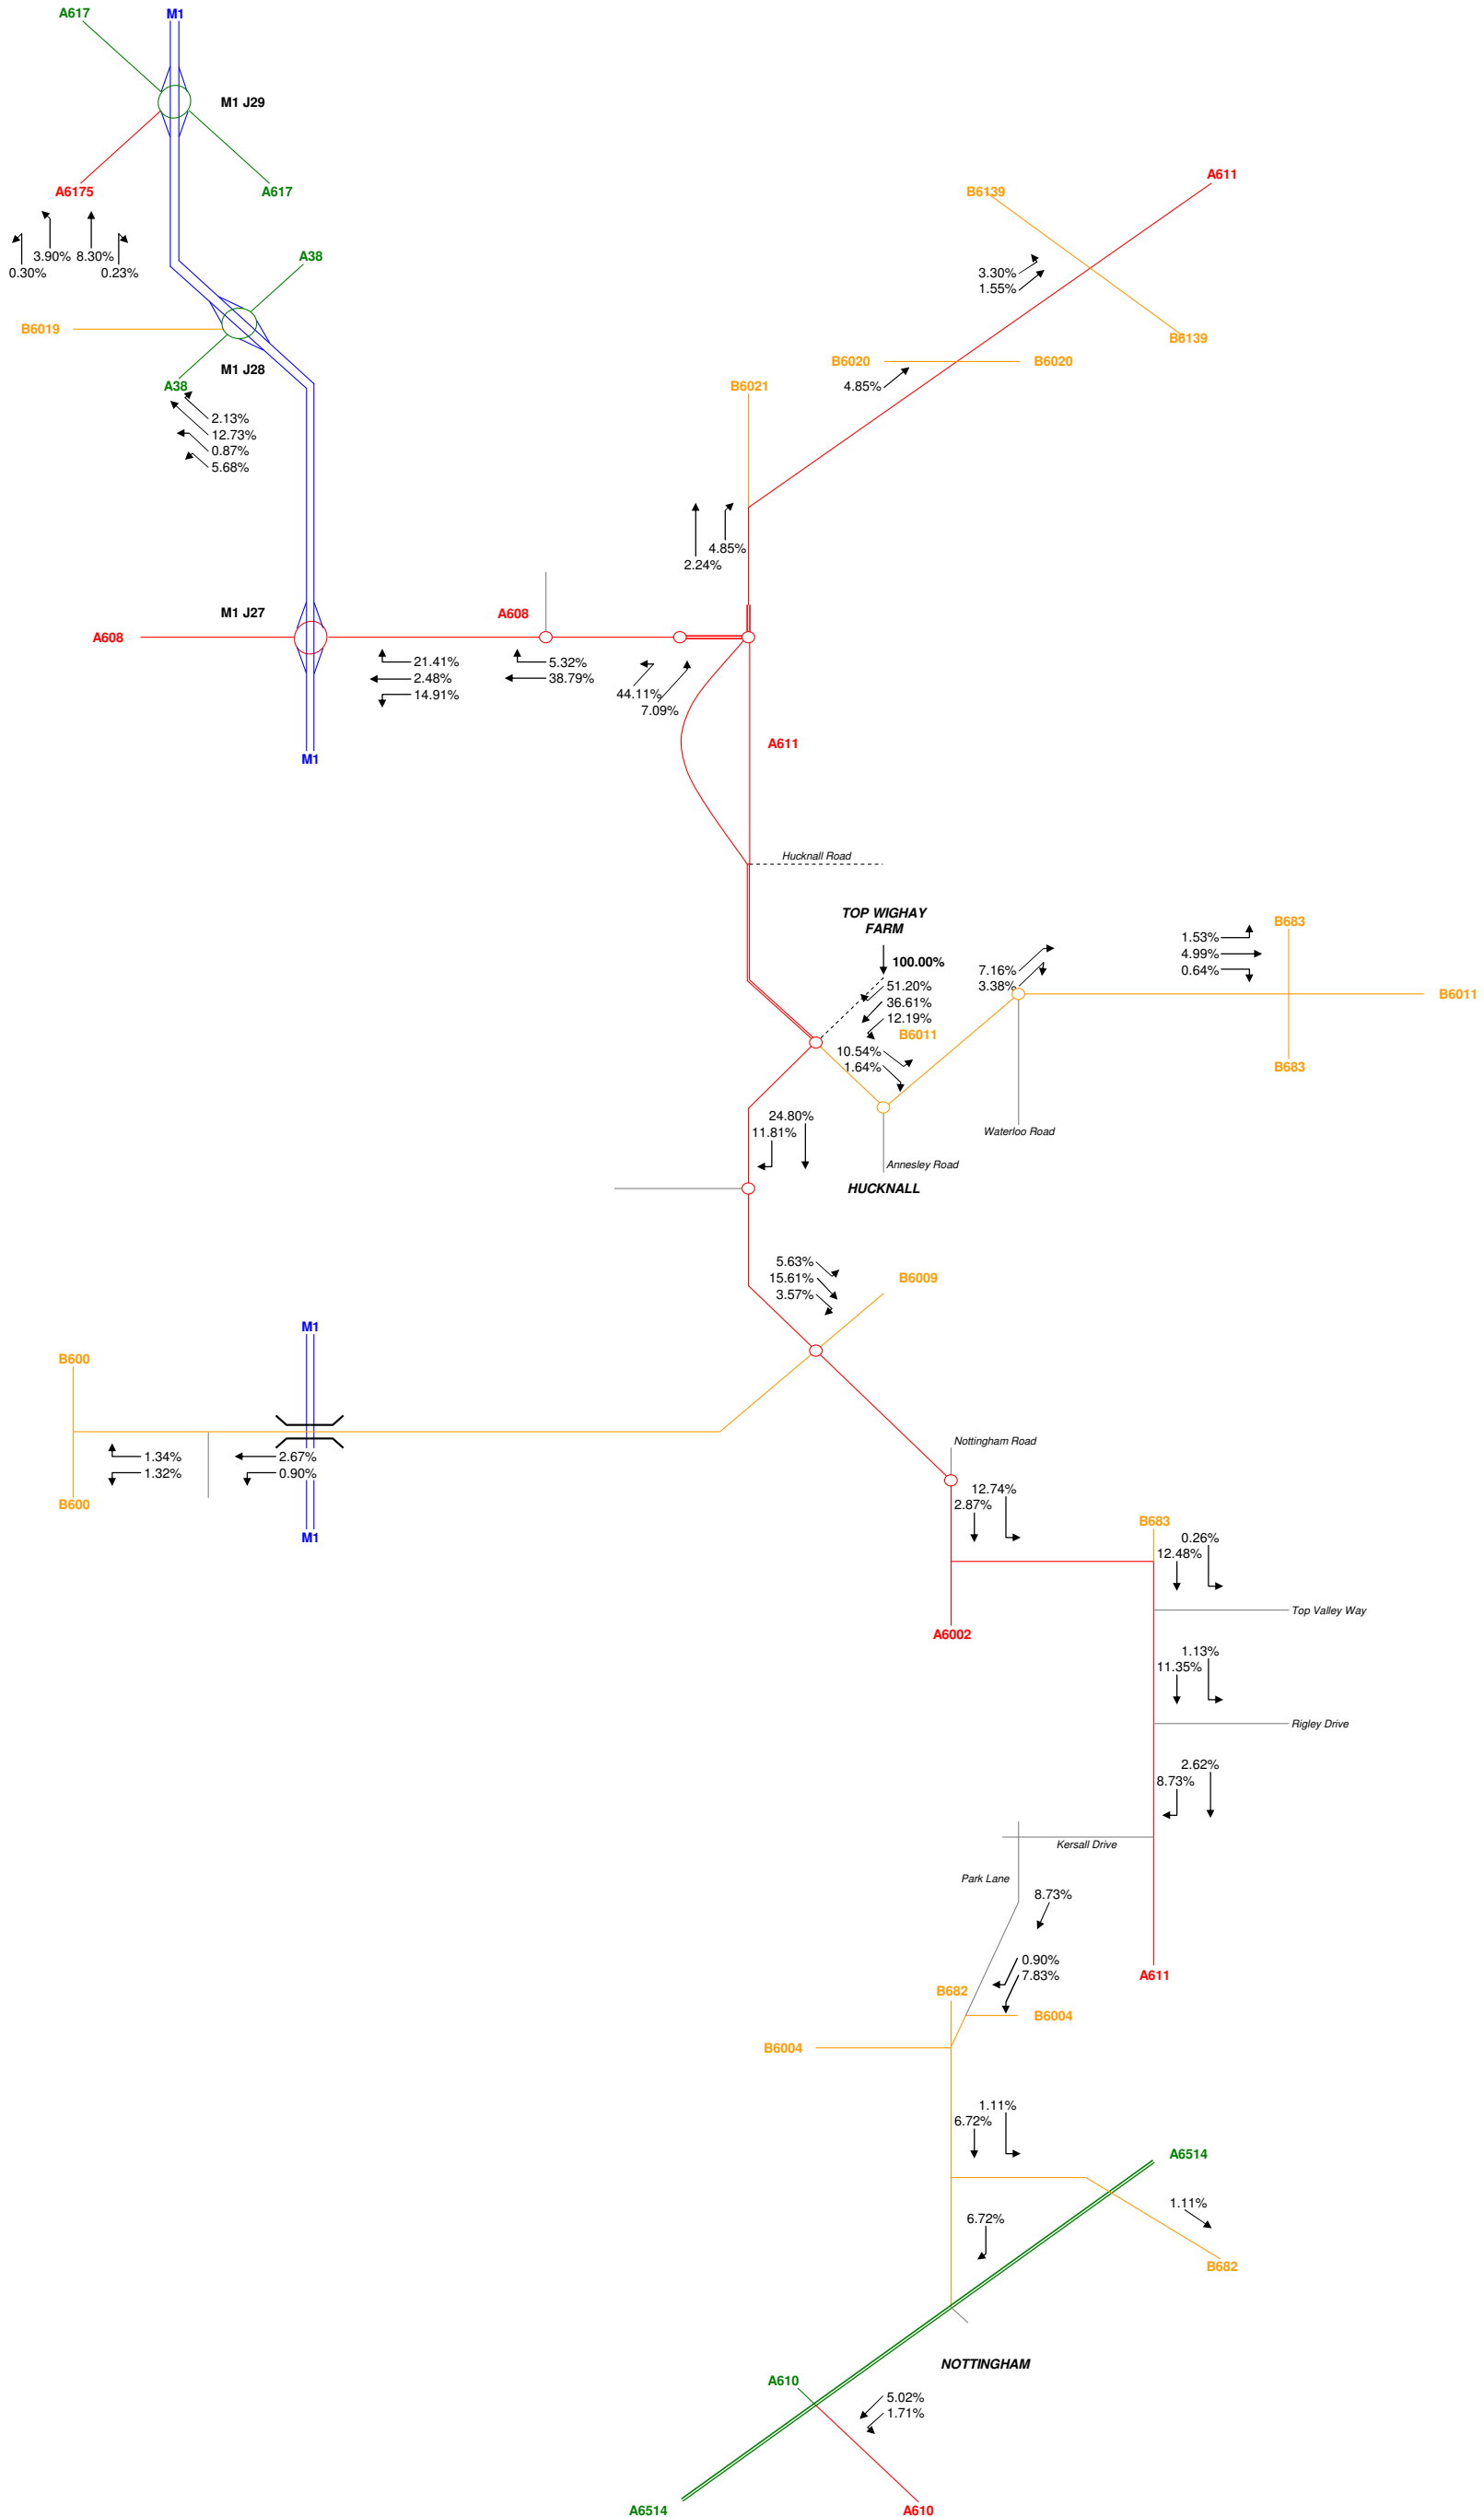 A617
M1
M1 J29
A6175
A617
3.90%
8.30%
0.30%
0.23%
A38
B6019
M1 J28
A38
2.13%
12.73%
0.87%
5.68%
A611
B6139
3.30%
1.55%
B6139
B6020
B6020
4.85%
B6021
4.85%
2.24%
M1 J27
A608
A608
21.41%
2.48%
14.91%
5.32%
38.79%
44.11%
7.09%
M1
A611
Hucknall Road
TOP WIGHAY
FARM
100.00%
51.20%
36.61%
12.19%
B6011
10.54%
1.64%
7.16%
3.38%
B683
1.53%
4.99%
0.64%
B6011
B683
24.80%
11.81%
Waterloo Road
Annesley Road
HUCKNALL
5.63%
15.61%
3.57%
B6009
M1
B600
1.34%
1.32%
2.67%
0.90%
B600
M1
Nottingham Road
12.74%
2.87%
B683
0.26%
12.48%
Top Valley Way
A6002
1.13%
11.35%
Rigley Drive
2.62%
8.73%
Kersall Drive
Park Lane
8.73%
0.90%
7.83%
A611
B682
B6004
B6004
1.11%
6.72%
A6514
1.11%
6.72%
B682
NOTTINGHAM
A610
5.02%
1.71%
A6514
A610